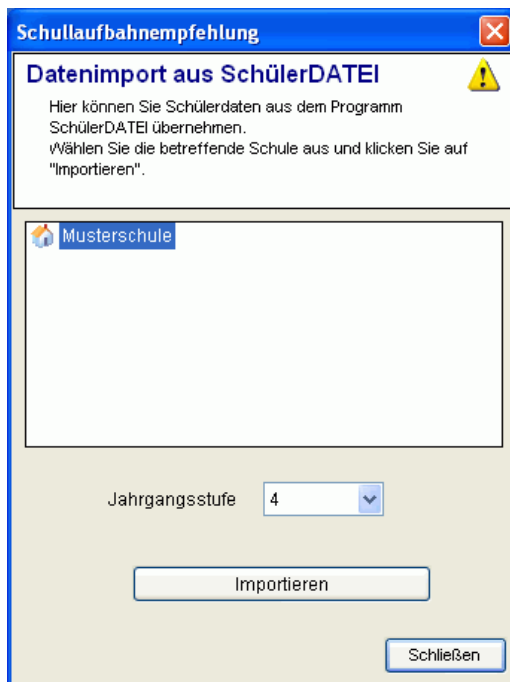 Schullaufbahnempfehlung
Datenimport aus SchülerDATEI
Hier können Sie Schülerdaten aus dem Programm
SchülerDATEI übernehmen.
Wählen Sie die betreffende Schule aus und klicken Sie auf
"Importieren".
Musterschule
Jahrgangsstufe 4
Importieren
Schließen